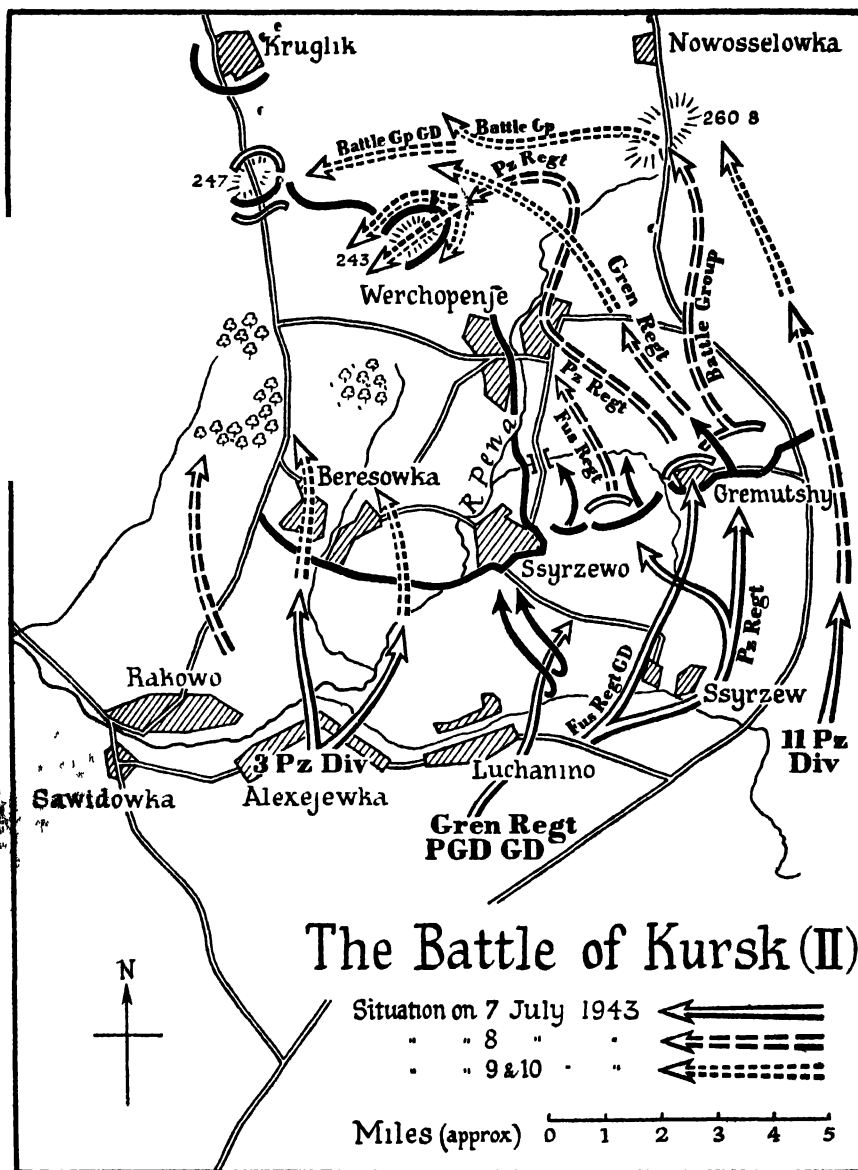 Kruglik
Nowosselowka
260 8
Battle Gp GD
Battle Gp
Pz Regt
247
243
Werchopenje
Gren Regt
Battle Group
Pz Regt
Fus Regt
R Pena
Beresowka
Gremutshy
Ssyrzewo
Pz Regt
Rakowo
Fus Regt GD
Ssyrzew
3 Pz Div
11 Pz
Div
Luchanino
Sawidowka
Alexejewka
Gren Regt
PGD GD
The Battle of Kursk (II)
N
Situation on 7 July 1943
" " 8 " "
" " 9 & 10 - "
Miles (approx) 0 1 2 3 4 5